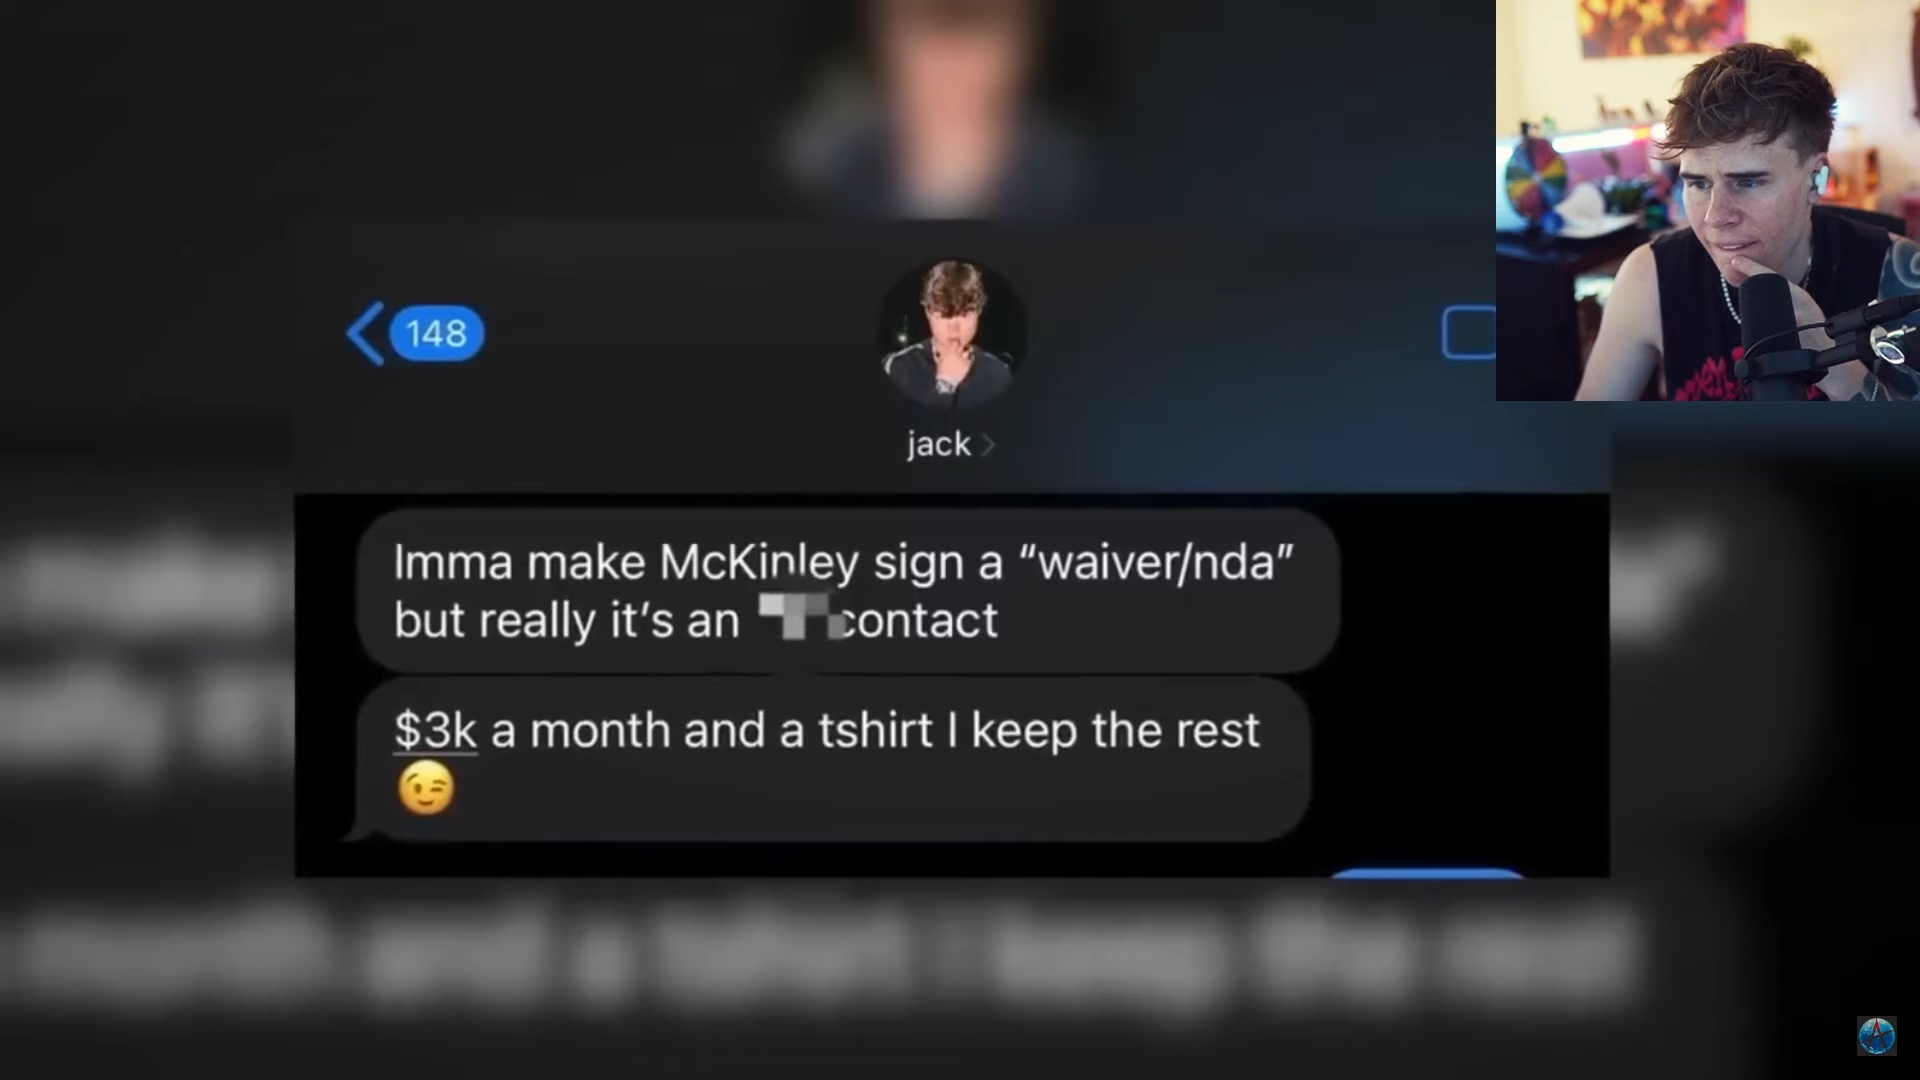 148
jack
Imma make McKinley sign a “waiver/nda”
but really it’s an contact
$3k a month and a tshirt I keep the rest
😉